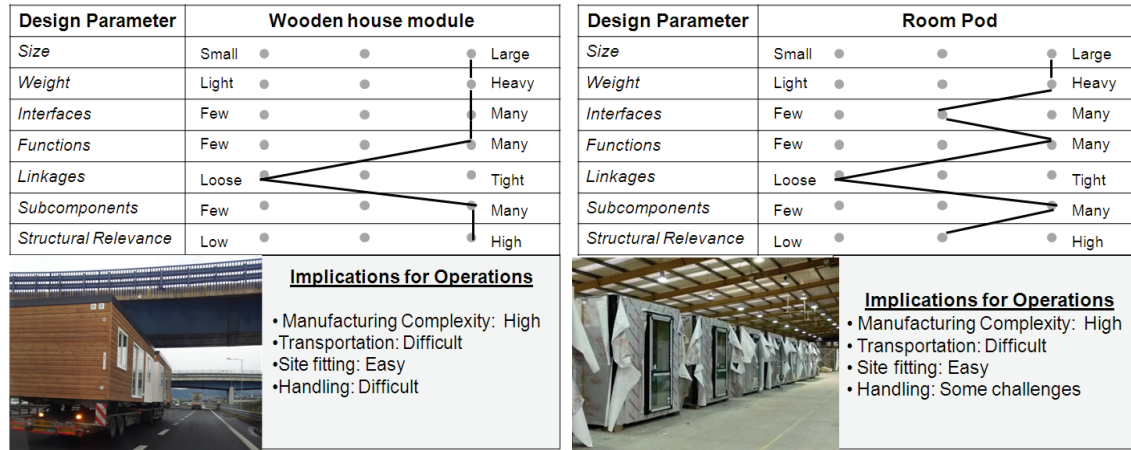 Design Parameter Wooden house module
Size Small Large
Weight Light Heavy
Interfaces Few Many
Functions Few Many
Linkages Loose Tight
Subcomponents Few Many
Structural Relevance Low High
Implications for Operations
• Manufacturing Complexity: High
•Transportation: Difficult
•Site fitting: Easy
•Handling: Difficult
Design Parameter Room Pod
Size Small Large
Weight Light Heavy
Interfaces Few Many
Functions Few Many
Linkages Loose Tight
Subcomponents Few Many
Structural Relevance Low High
Implications for Operations
• Manufacturing Complexity: High
• Transportation: Difficult
• Site fitting: Easy
• Handling: Some challenges